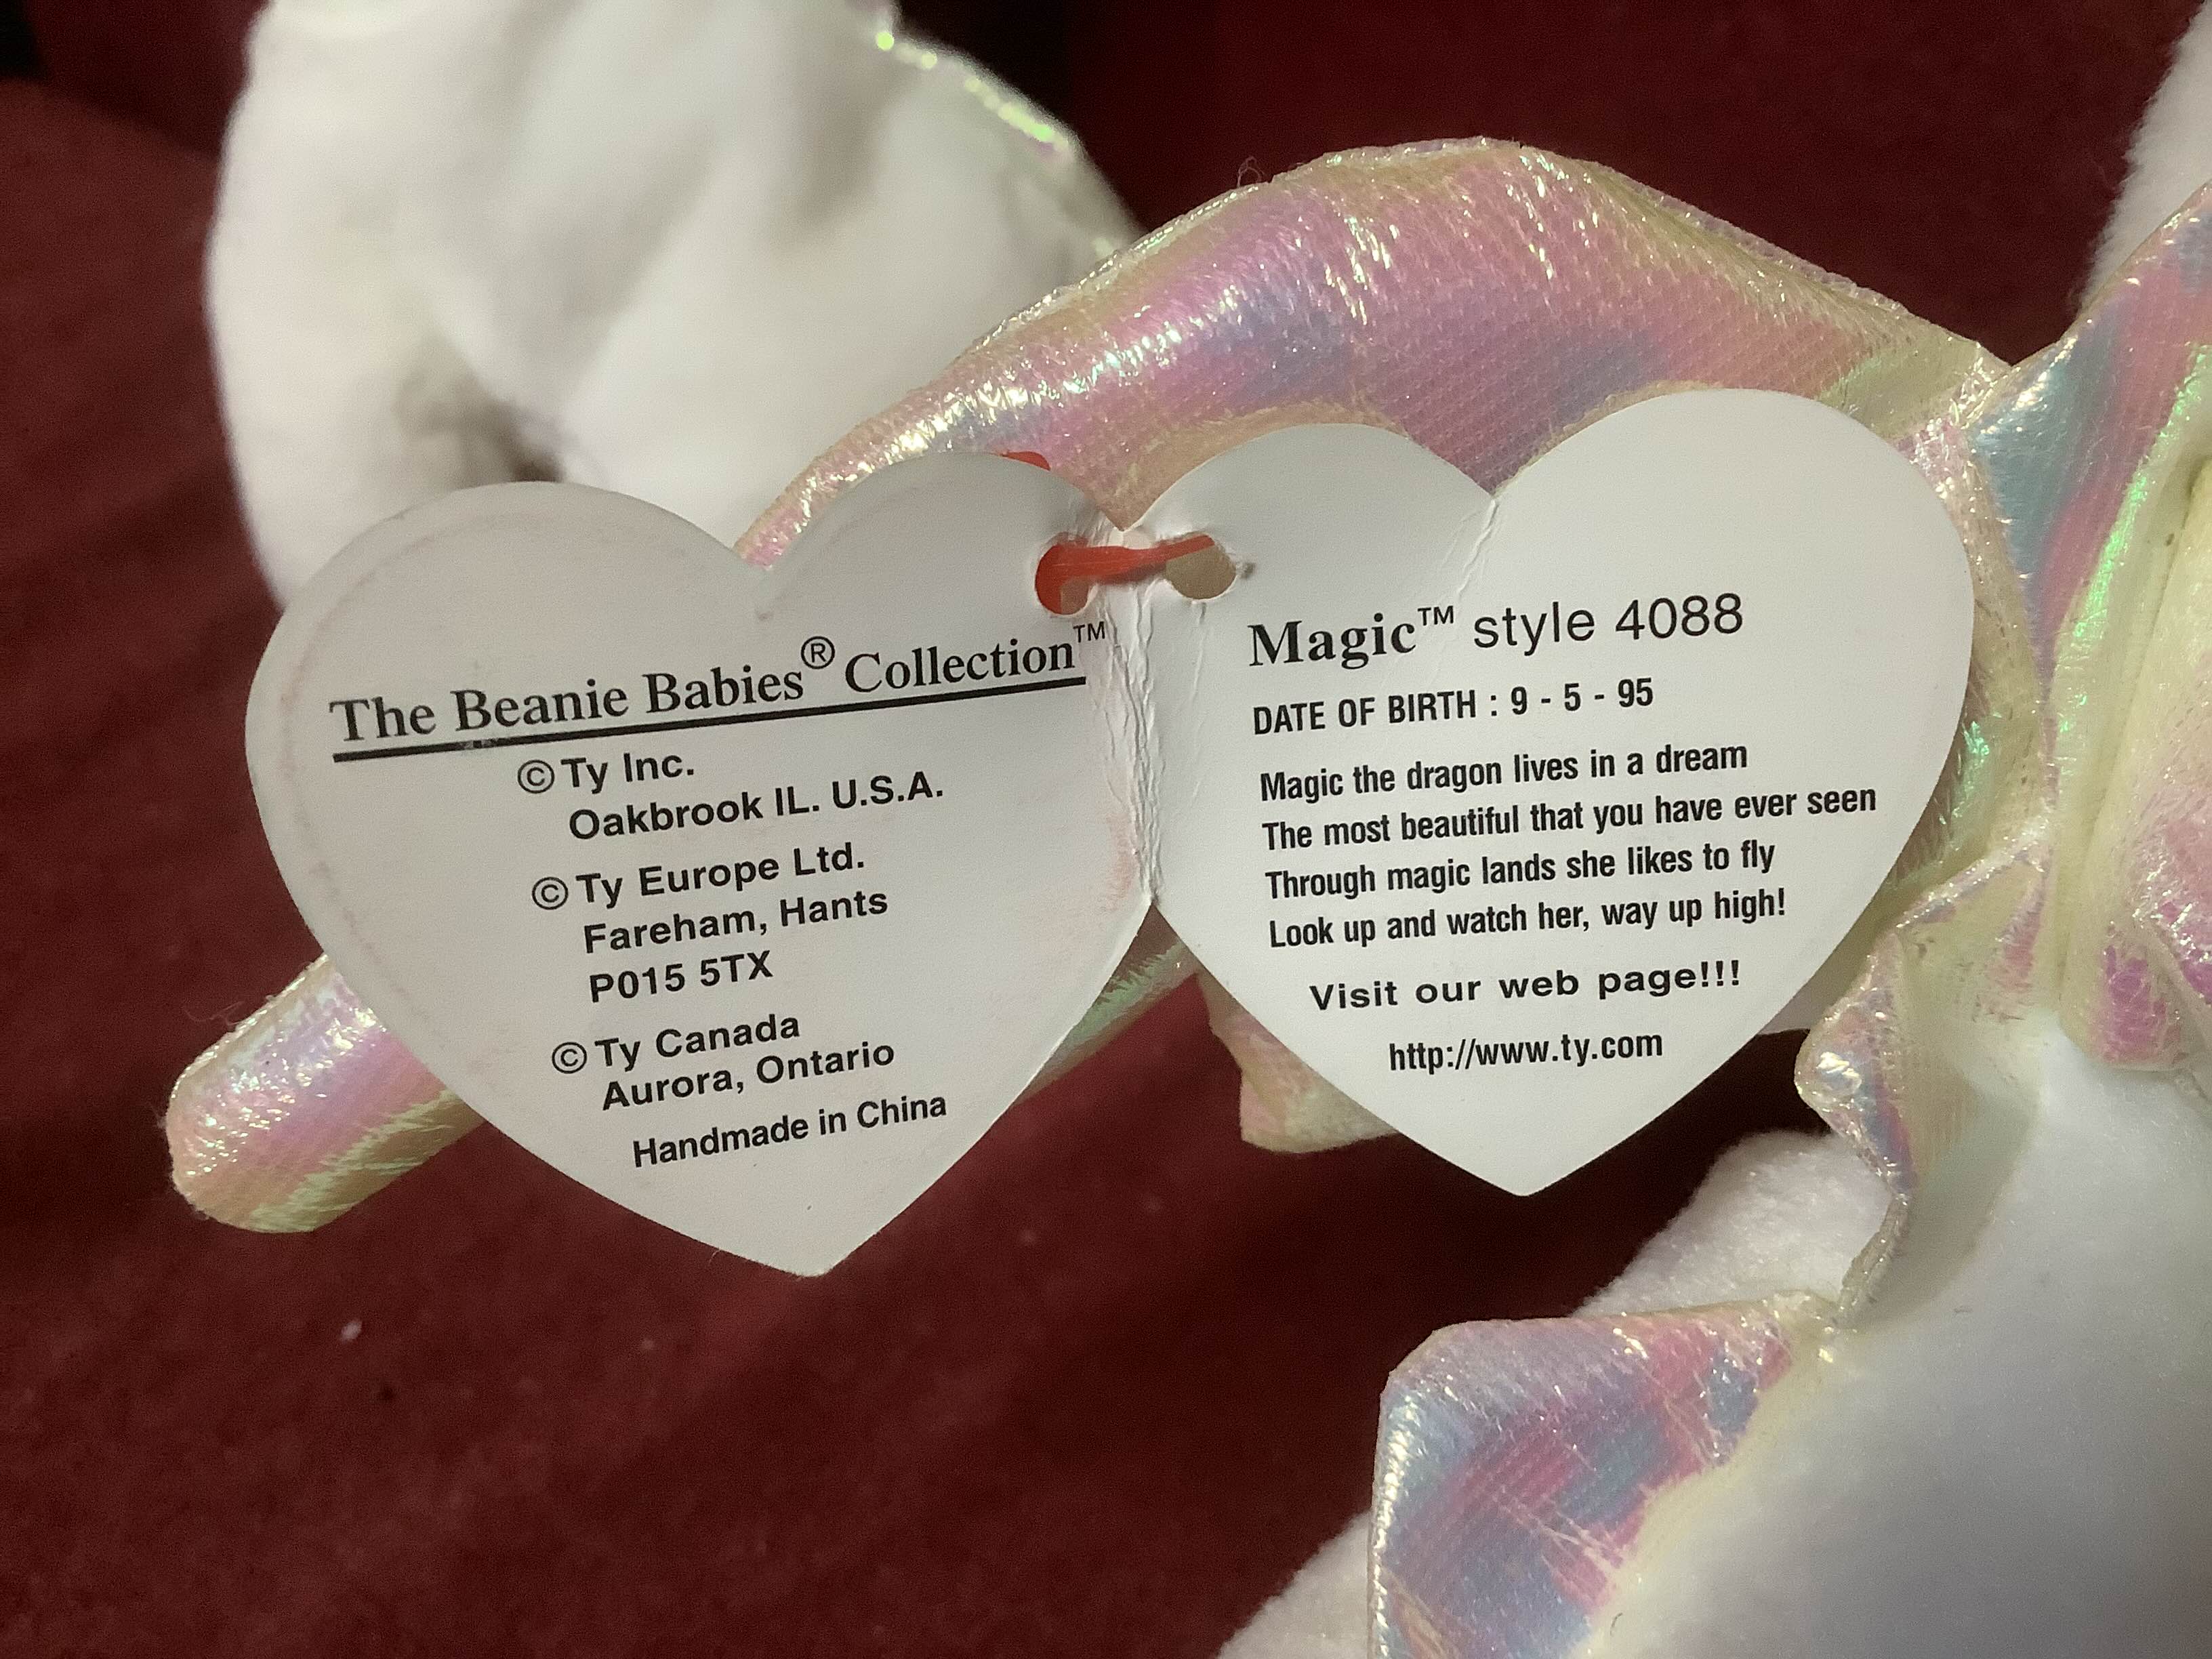 The Beanie Babies® Collection™
© Ty Inc.
Oakbrook IL. U.S.A.
© Ty Europe Ltd.
Fareham, Hants
P015 5TX
© Ty Canada
Aurora, Ontario
Handmade in China
Magic™ style 4088
DATE OF BIRTH : 9 - 5 - 95
Magic the dragon lives in a dream
The most beautiful that you have ever seen
Through magic lands she likes to fly
Look up and watch her, way up high!
Visit our web page!!!
http://www.ty.com